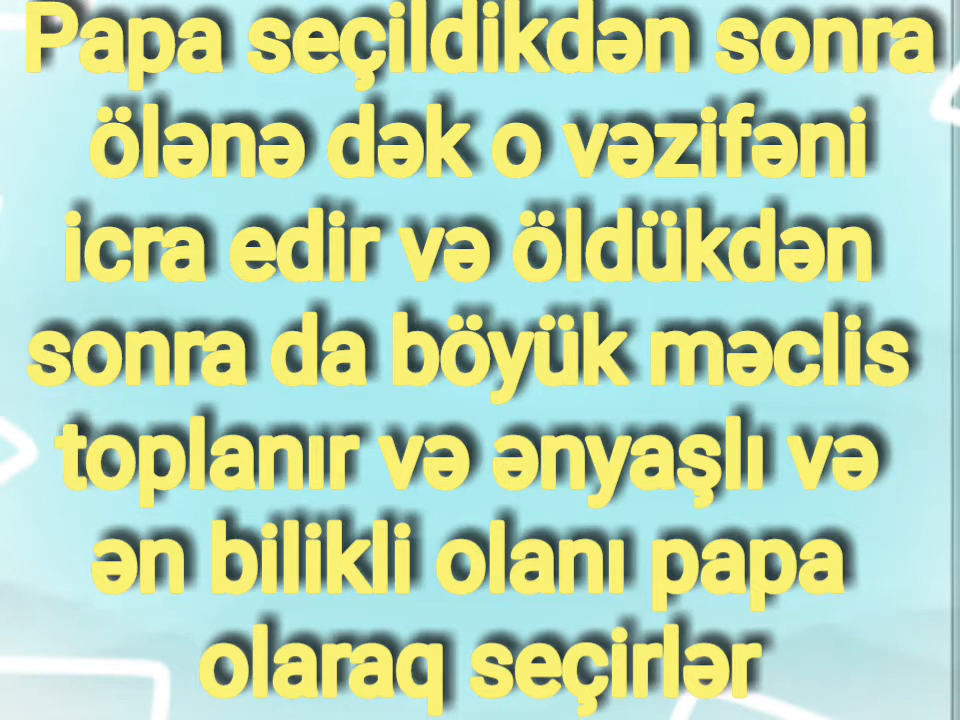 Papa seçildikdən sonra
ölənə dək o vəzifəni
icra edir və öldükdən
sonra da böyük məclis
toplanır və ənyaşlı və
ən bilikli olanı papa
olaraq seçirlər